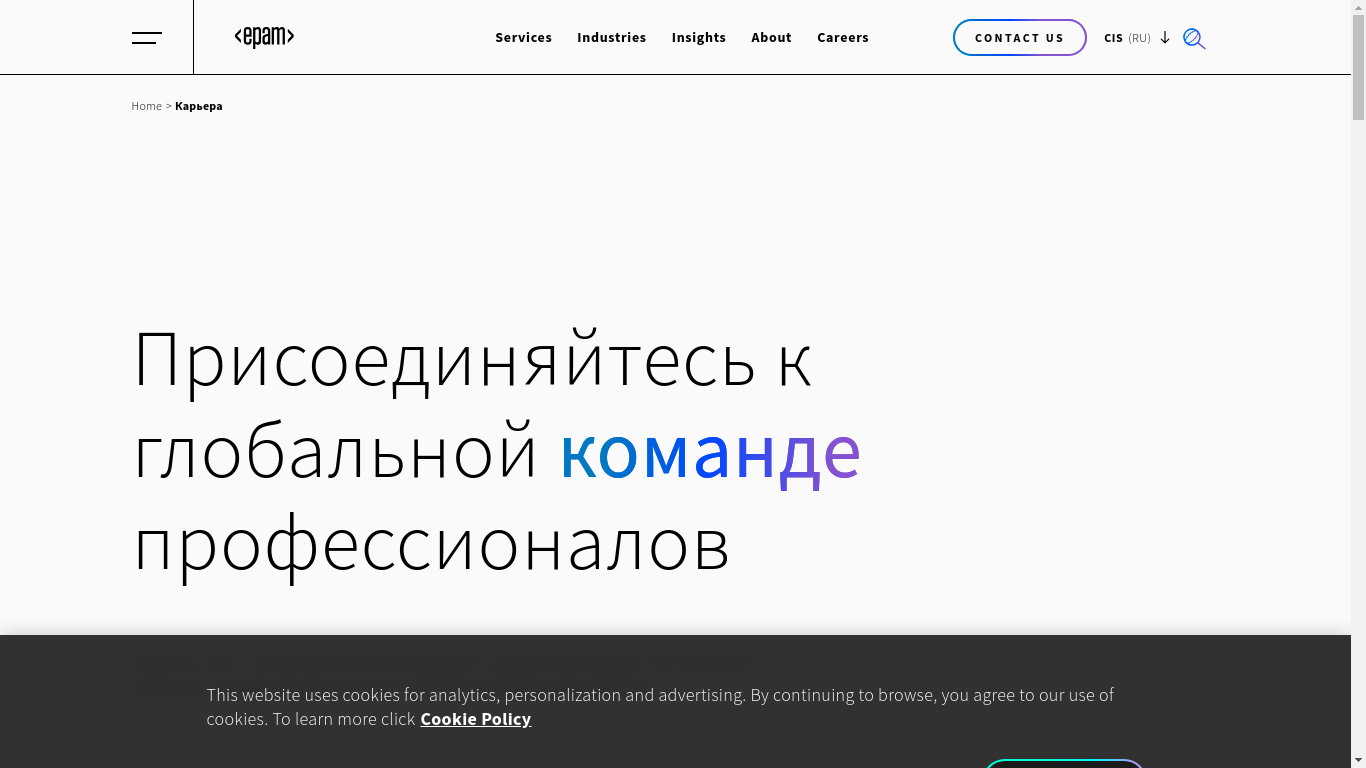 <epam>
Services Industries Insights About Careers
CONTACT US
CIS (RU)
Home > Карьера
Присоединяйтесь к
глобальной команде
профессионалов
This website uses cookies for analytics, personalization and advertising. By continuing to browse, you agree to our use of
cookies. To learn more click Cookie Policy